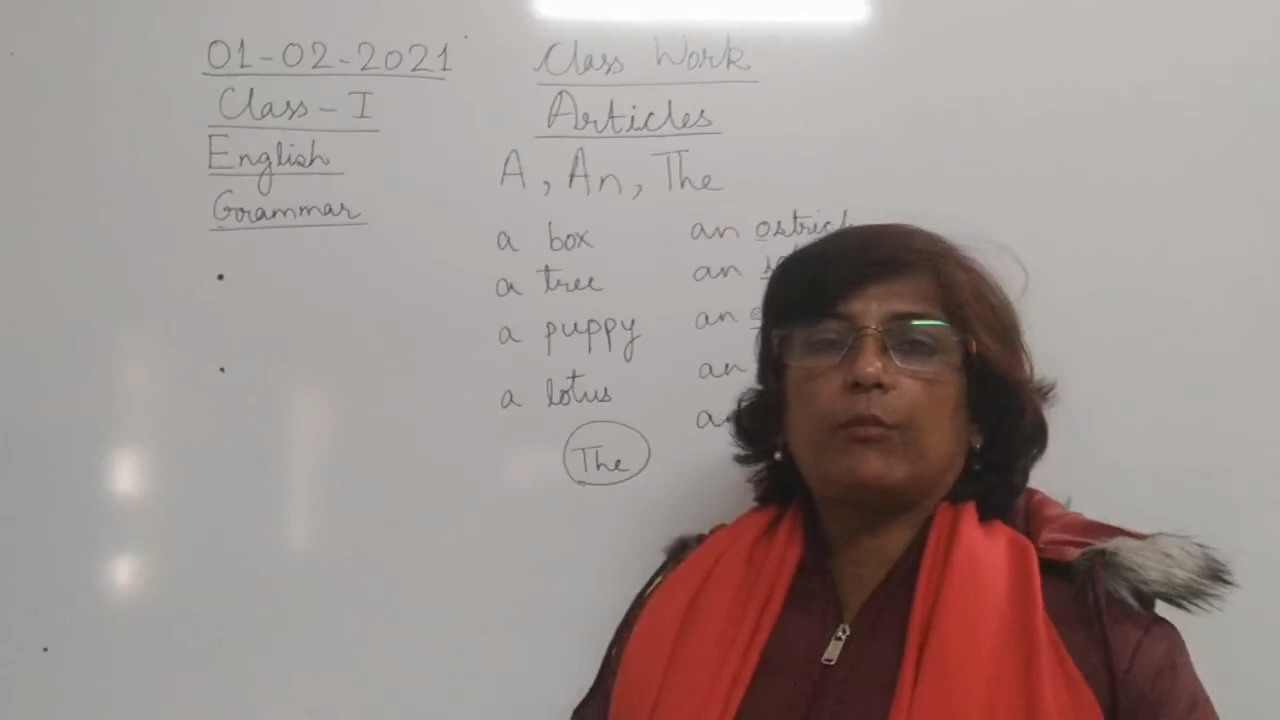 01-02-2021 Class Work
Class - I Articles
English
A, An, The
Grammar
a box an
a tree an
a puppy an
a lotus an
The